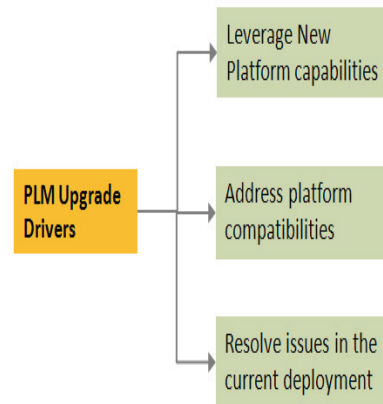 Leverage New
Platform capabilities
PLM Upgrade
Drivers
Address platform
compatibilities
Resolve issues in the
current deployment